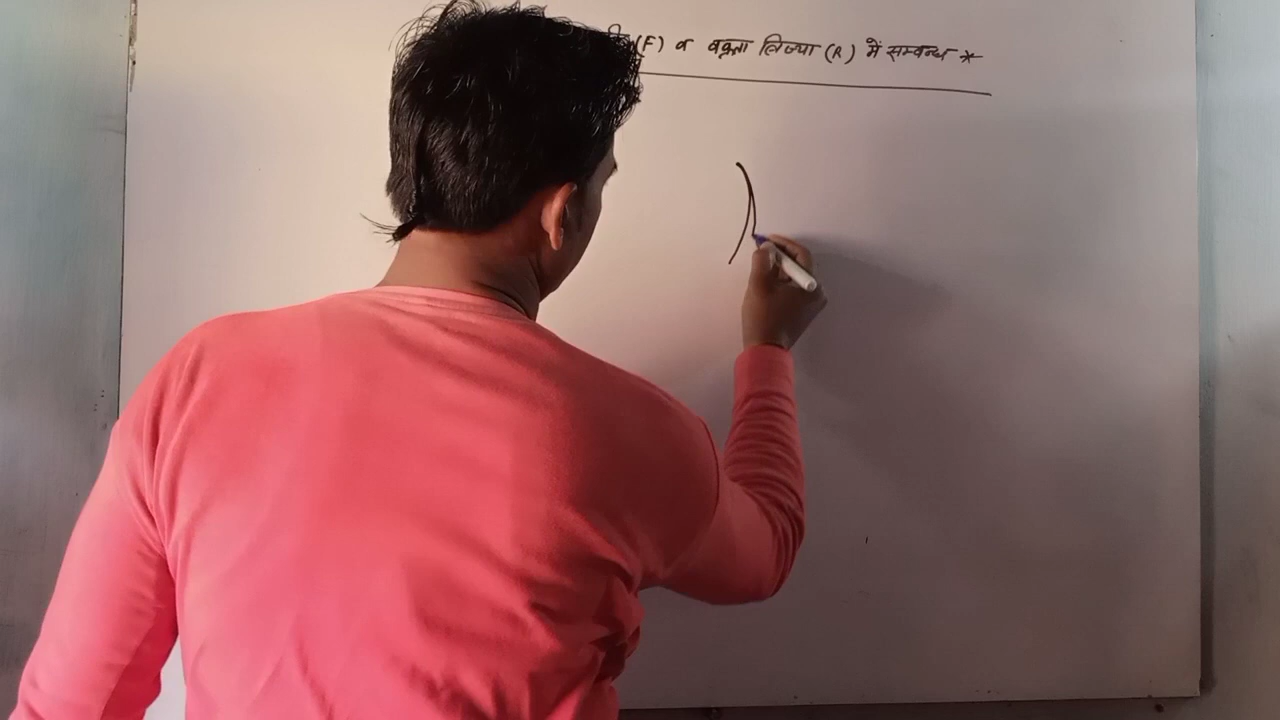 (F) व वक्रता त्रिज्या (R) में सम्बन्ध *